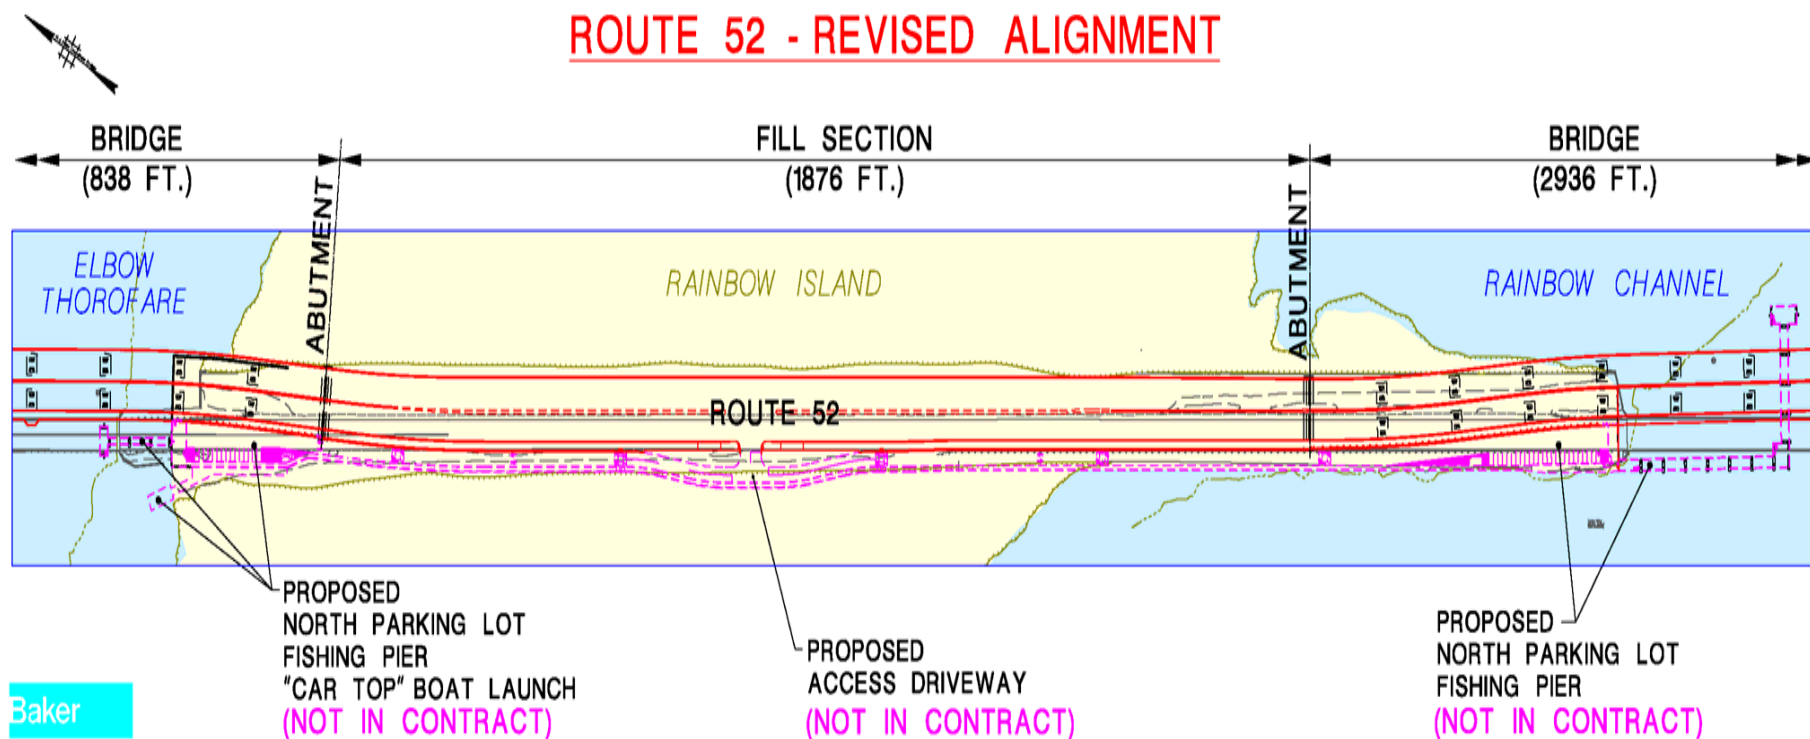 ROUTE 52 - REVISED ALIGNMENT
BRIDGE
(838 FT.)
FILL SECTION
(1876 FT.)
BRIDGE
(2936 FT.)
ABUTMENT
ABUTMENT
ELBOW
THOROFARE
RAINBOW ISLAND
RAINBOW CHANNEL
ROUTE 52
PROPOSED
NORTH PARKING LOT
FISHING PIER
"CAR TOP" BOAT LAUNCH
(NOT IN CONTRACT)
PROPOSED
ACCESS DRIVEWAY
(NOT IN CONTRACT)
PROPOSED
NORTH PARKING LOT
FISHING PIER
(NOT IN CONTRACT)
Baker